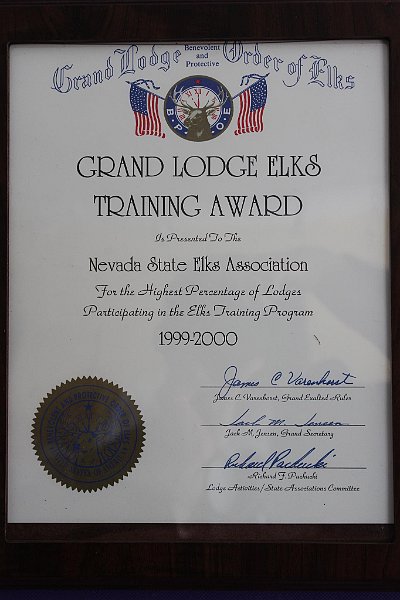 Grand Lodge Benevolent and Protective Order of Elks
B.P.O.E.
GRAND LODGE ELKS
TRAINING AWARD
Is Presented To The
Nevada State Elks Association
For the Highest Percentage of Lodges
Participating in the Elks Training Program
1999-2000
James C Varenhorst
James C. Varenhorst, Grand Exalted Ruler
Jack M. Jensen
Jack M. Jensen, Grand Secretary
Richard F. Pachuski
Lodge Activities/State Associations Committee